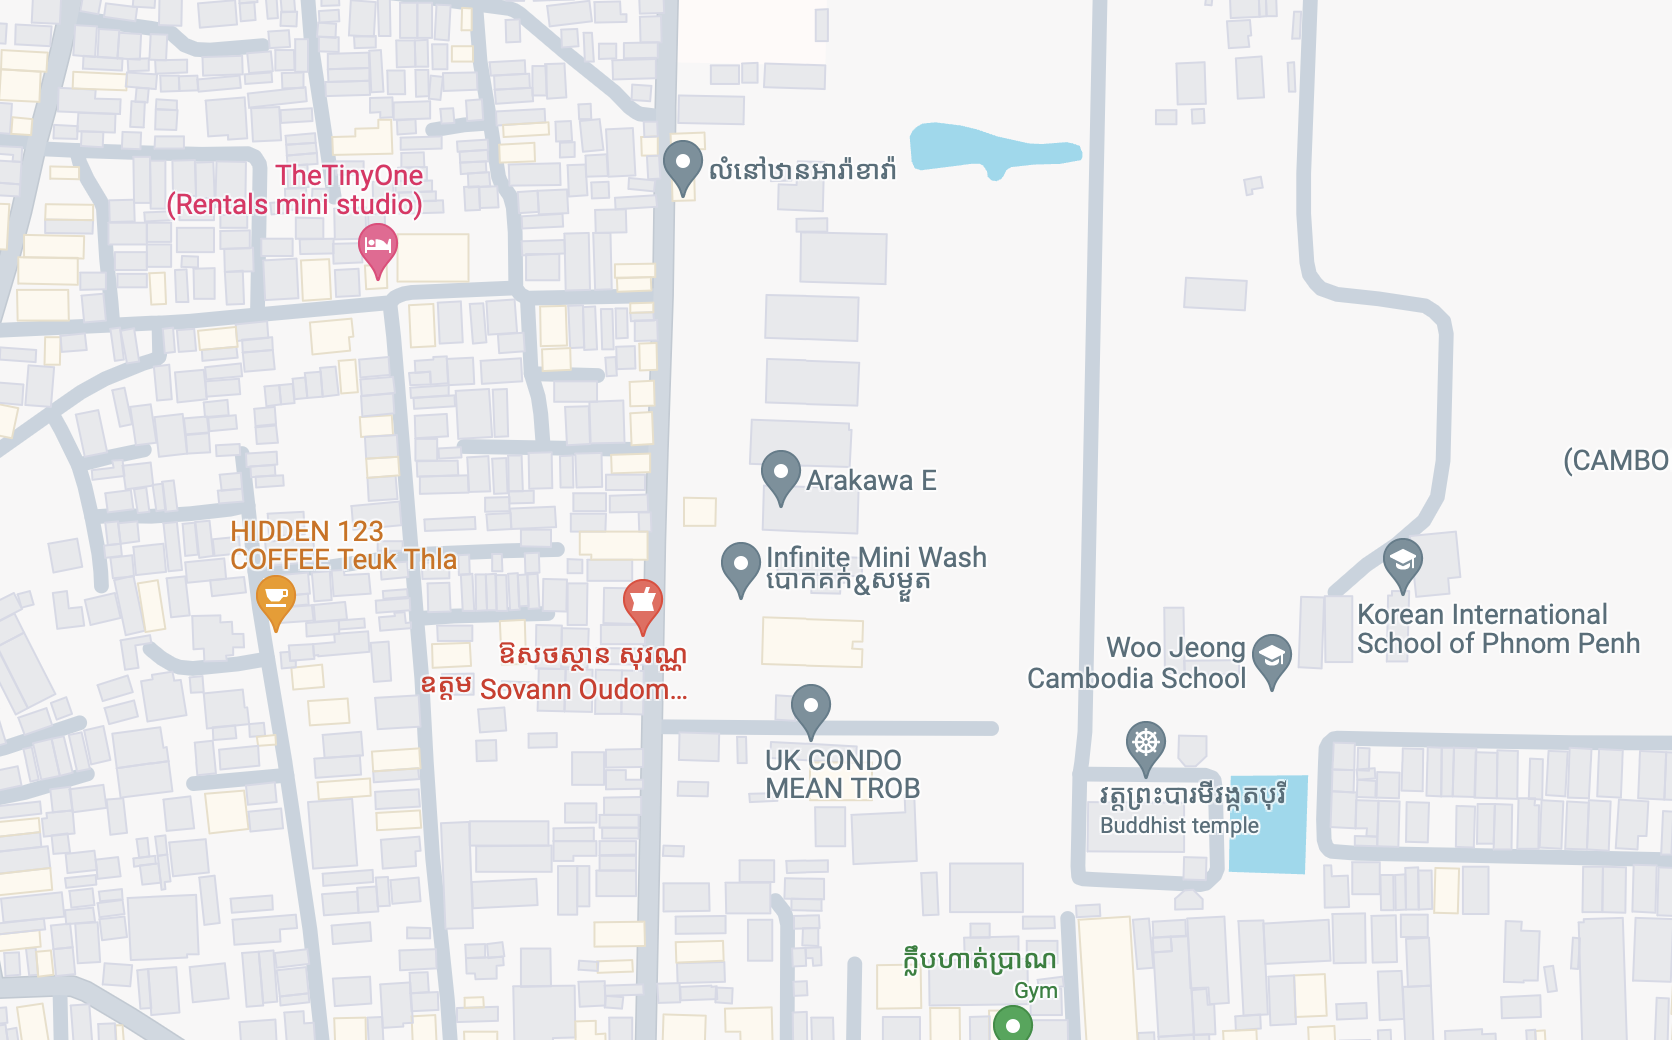 TheTinyOne
(Rentals mini studio)
លំនៅឋានអារ៉ាខាវ៉ា
(CAMBO
Arakawa E
HIDDEN 123
COFFEE Teuk Thla
Infinite Mini Wash
បោកគក់&សម្ងួត
Korean International
School of Phnom Penh
Woo Jeong
Cambodia School
ឱសថស្ថាន សុវណ្ណ
ឧត្តម Sovann Oudom...
UK CONDO
MEAN TROB
វត្តព្រះបារមីវង្កតបុរី
Buddhist temple
ក្លឹបហាត់ប្រាណ
Gym